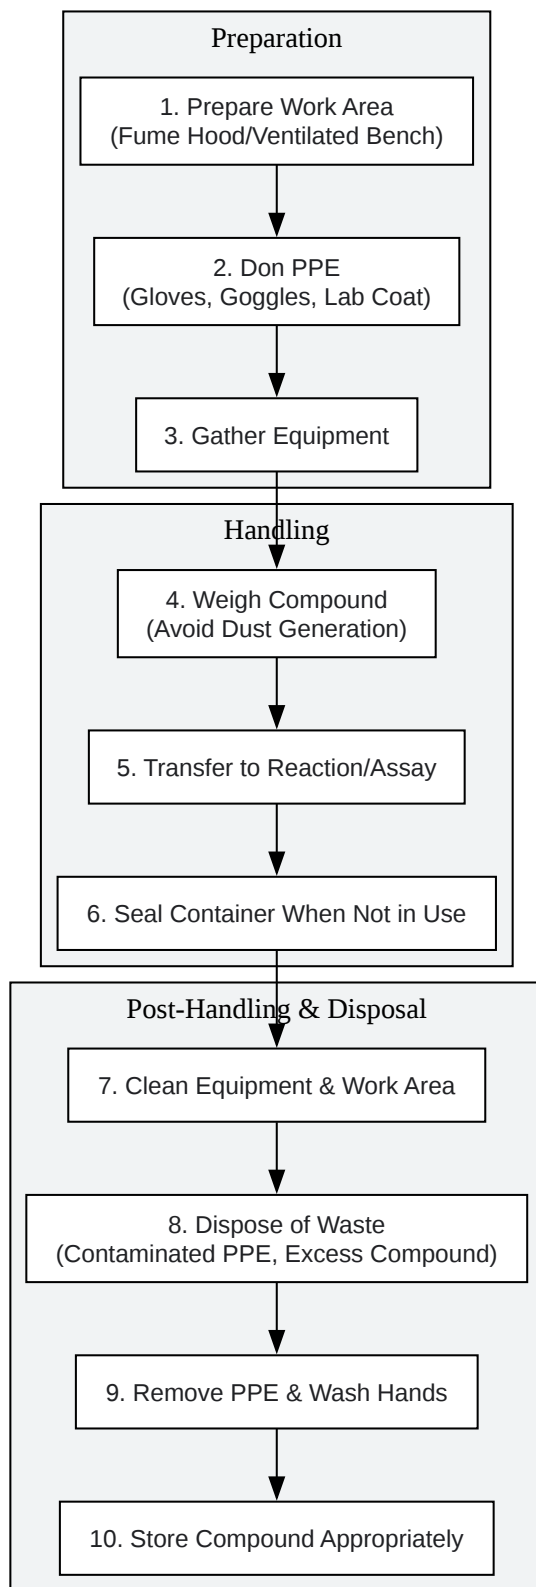 Preparation
1. Prepare Work Area
(Fume Hood/Ventilated Bench)
2. Don PPE
(Gloves, Goggles, Lab Coat)
3. Gather Equipment
Handling
4. Weigh Compound
(Avoid Dust Generation)
5. Transfer to Reaction/Assay
6. Seal Container When Not in Use
Post-Handling & Disposal
7. Clean Equipment & Work Area
8. Dispose of Waste
(Contaminated PPE, Excess Compound)
9. Remove PPE & Wash Hands
10. Store Compound Appropriately